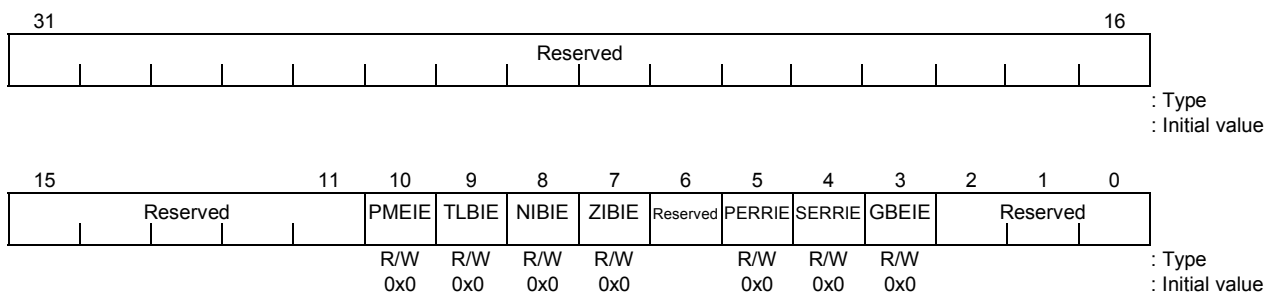 31 16
Reserved
: Type
: Initial value
15 11 10 9 8 7 6 5 4 3 2 1 0
Reserved PMEIE TLBIE NIBIE ZIBIE Reserved PERRIE SERRIE GBEIE Reserved
R/W R/W R/W R/W R/W R/W R/W : Type
0x0 0x0 0x0 0x0 0x0 0x0 0x0 : Initial value